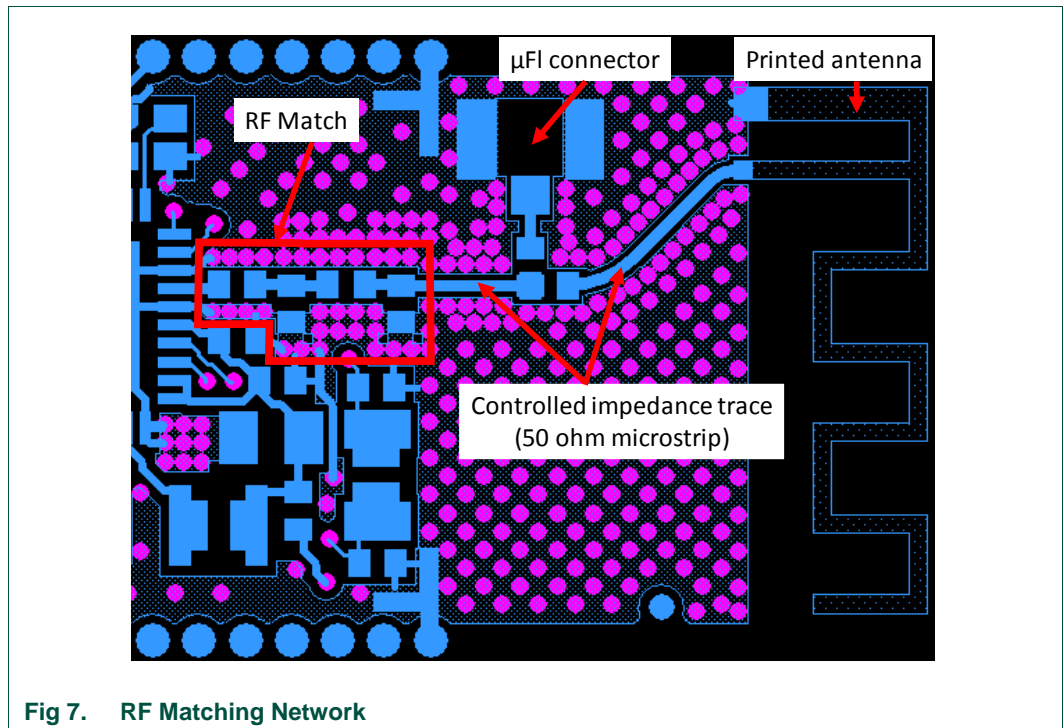 µFl connector
Printed antenna
RF Match
Controlled impedance trace
(50 ohm microstrip)
Fig 7. RF Matching Network